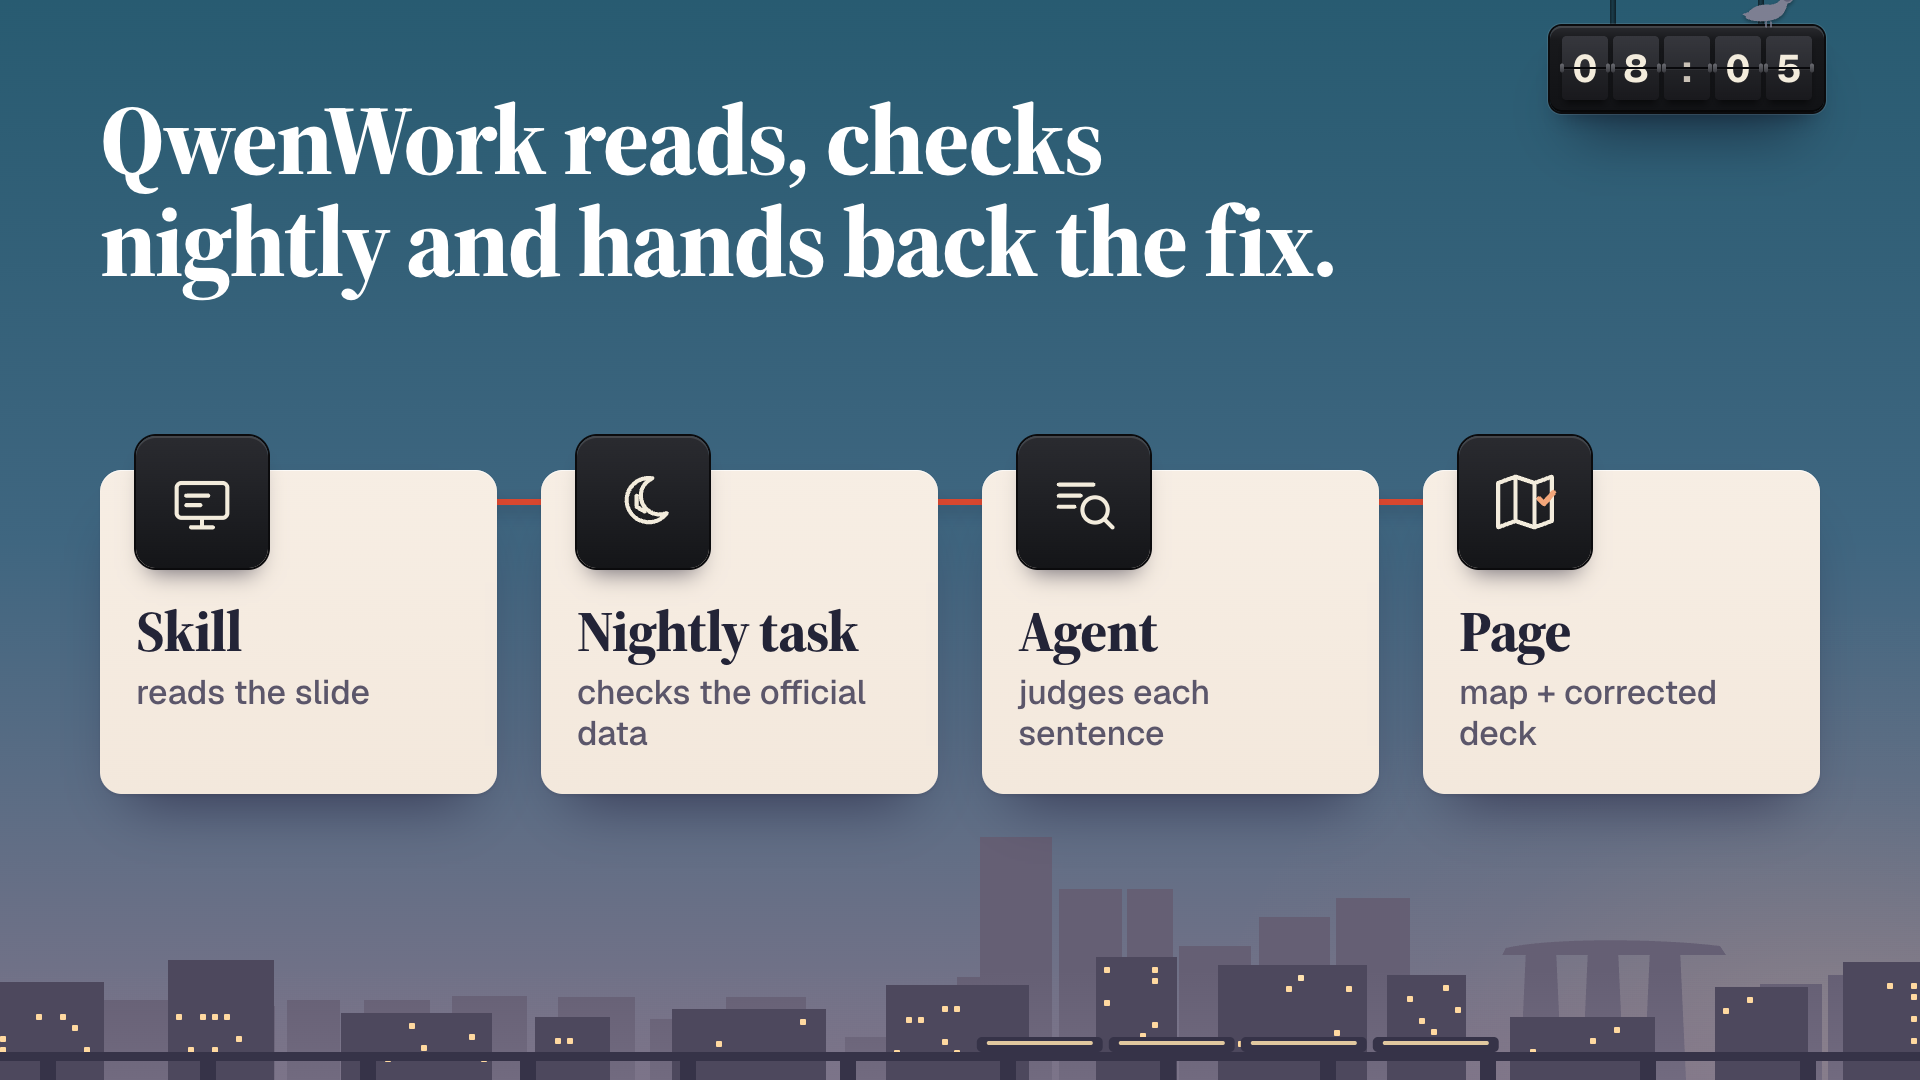 08:05
QwenWork reads, checks
nightly and hands back the fix.
Skill
reads the slide
Nightly task
checks the official
data
Agent
judges each
sentence
Page
map + corrected
deck